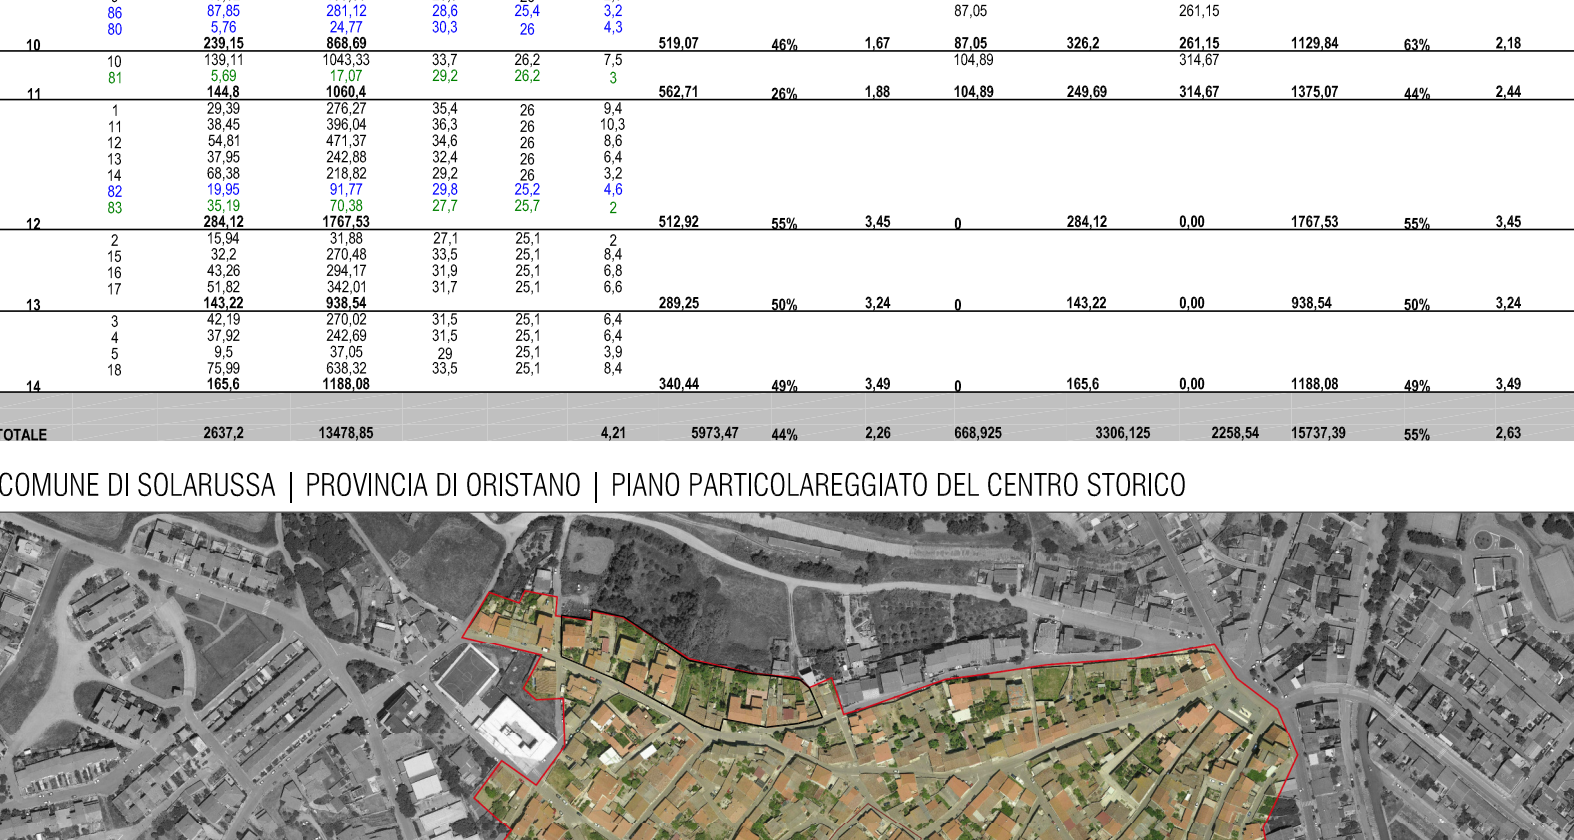 86 87,85 281,12 28,6 25,4 3,2 87,05 261,15
80 5,76 24,77 30,3 26 4,3
10 239,15 868,69 519,07 46% 1,67 87,05 326,2 261,15 1129,84 63% 2,18
10 139,11 1043,33 33,7 26,2 7,5 104,89 314,67
81 5,69 17,07 29,2 26,2 3
11 144,8 1060,4 562,71 26% 1,88 104,89 249,69 314,67 1375,07 44% 2,44
1 29,39 276,27 35,4 26 9,4
11 38,45 396,04 36,3 26 10,3
12 54,81 471,37 34,6 26 8,6
13 37,95 242,88 32,4 26 6,4
14 68,38 218,82 29,2 26 3,2
82 19,95 91,77 29,8 25,2 4,6
83 35,19 70,38 27,7 25,7 2
12 284,12 1767,53 512,92 55% 3,45 0 284,12 0,00 1767,53 55% 3,45
2 15,94 31,88 27,1 25,1 2
15 32,2 270,48 33,5 25,1 8,4
16 43,26 294,17 31,9 25,1 6,8
17 51,82 342,01 31,7 25,1 6,6
13 143,22 938,54 289,25 50% 3,24 0 143,22 0,00 938,54 50% 3,24
3 42,19 270,02 31,5 25,1 6,4
4 37,92 242,69 31,5 25,1 6,4
5 9,5 37,05 29 25,1 3,9
18 75,99 638,32 33,5 25,1 8,4
14 165,6 1188,08 340,44 49% 3,49 0 165,6 0,00 1188,08 49% 3,49
TOTALE 2637,2 13478,85 4,21 5973,47 44% 2,26 668,925 3306,125 2258,54 15737,39 55% 2,63
COMUNE DI SOLARUSSA | PROVINCIA DI ORISTANO | PIANO PARTICOLAREGGIATO DEL CENTRO STORICO